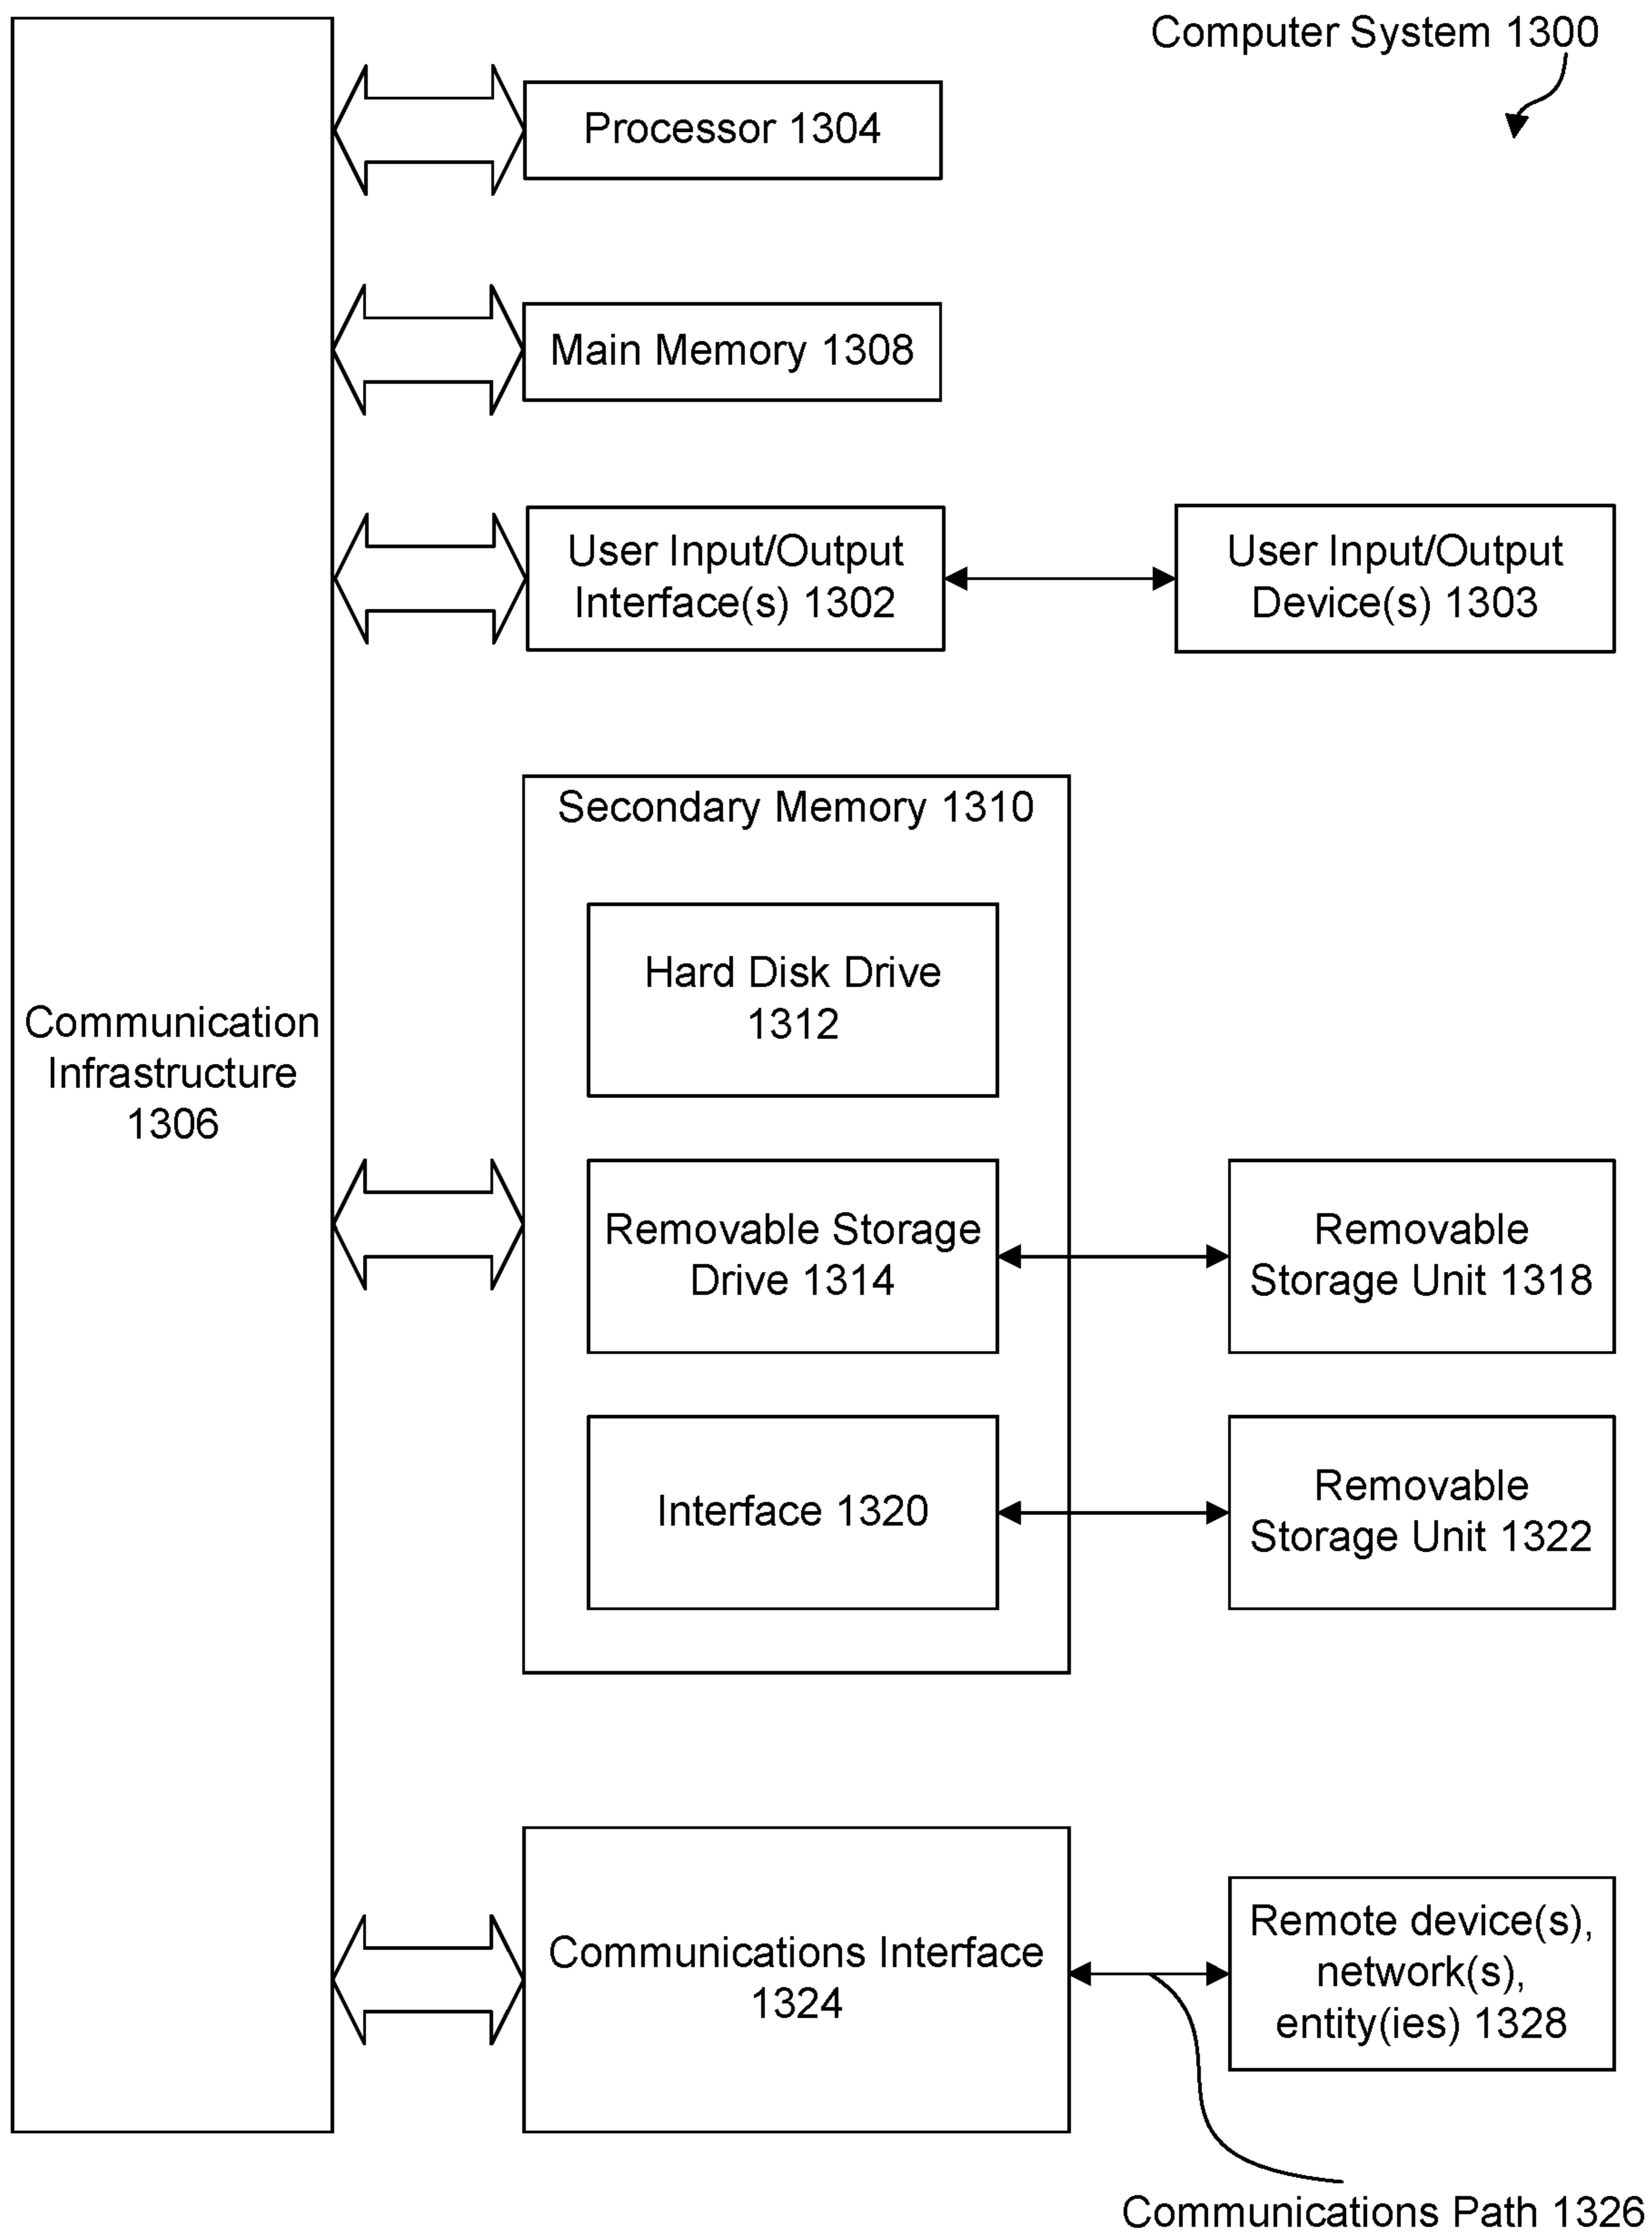 Computer System 1300
Processor 1304
Main Memory 1308
User Input/Output
Interface(s) 1302
User Input/Output
Device(s) 1303
Secondary Memory 1310
Hard Disk Drive
1312
Communication
Infrastructure
1306
Removable Storage
Drive 1314
Removable
Storage Unit 1318
Interface 1320
Removable
Storage Unit 1322
Communications Interface
1324
Remote device(s),
network(s),
entity(ies) 1328
Communications Path 1326